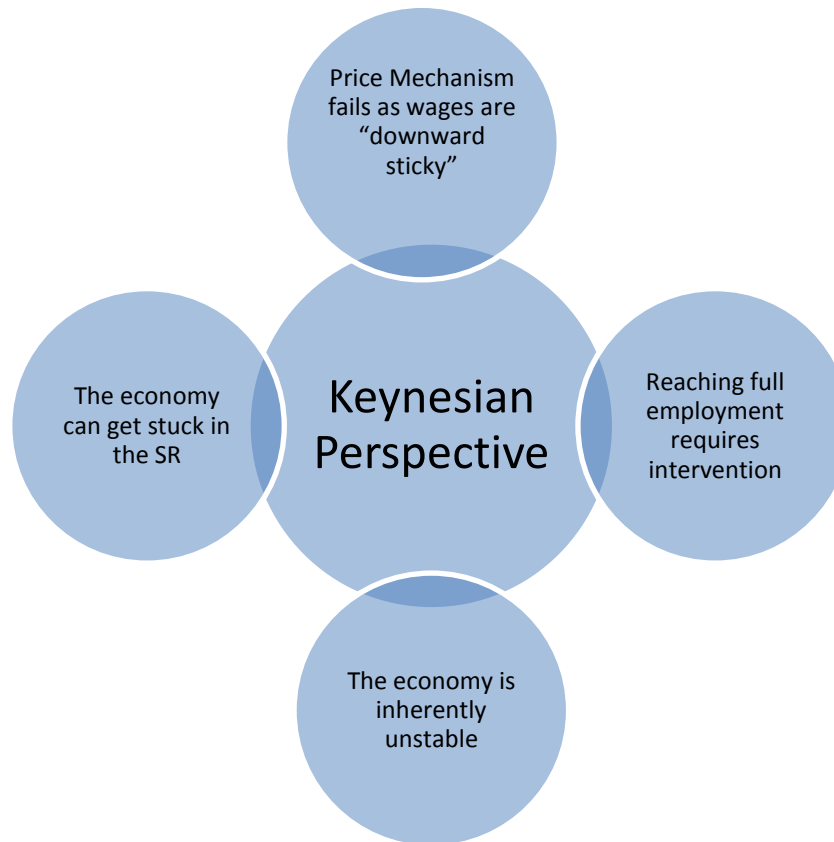 Price Mechanism
fails as wages are
“downward
sticky”
The economy
can get stuck in
the SR
Keynesian
Perspective
Reaching full
employment
requires
intervention
The economy is
inherently
unstable